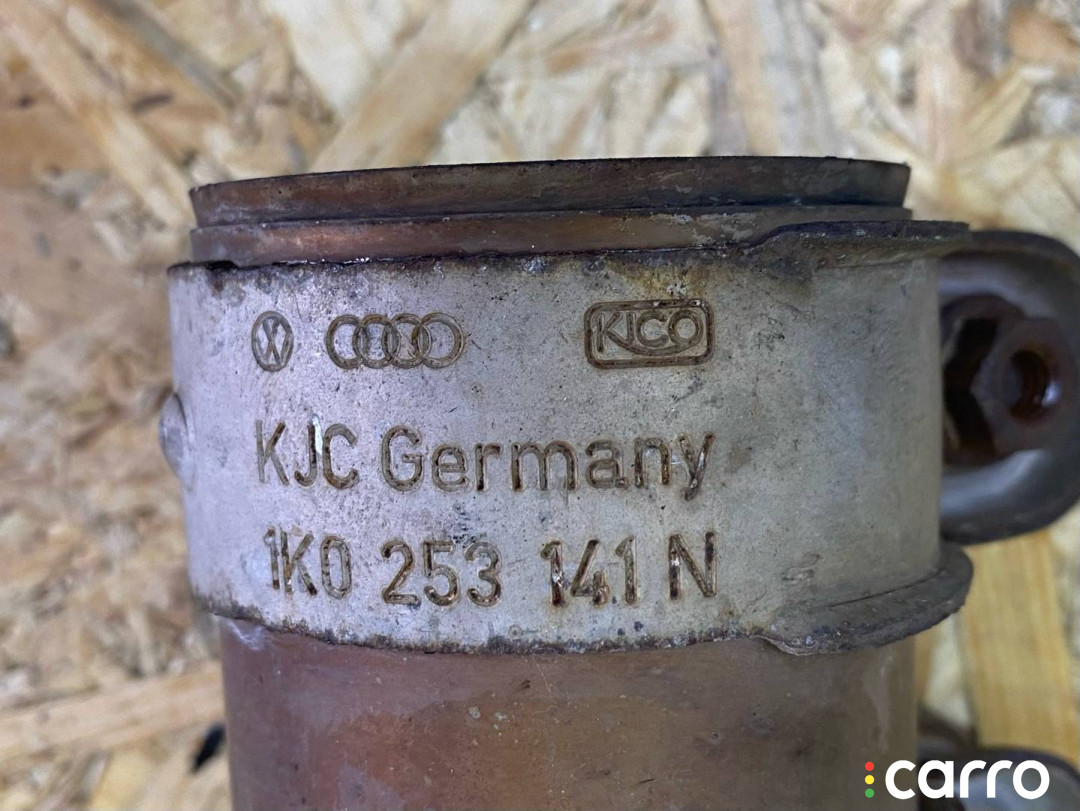 KICO
KJC Germany
1K0 253 141 N
carro